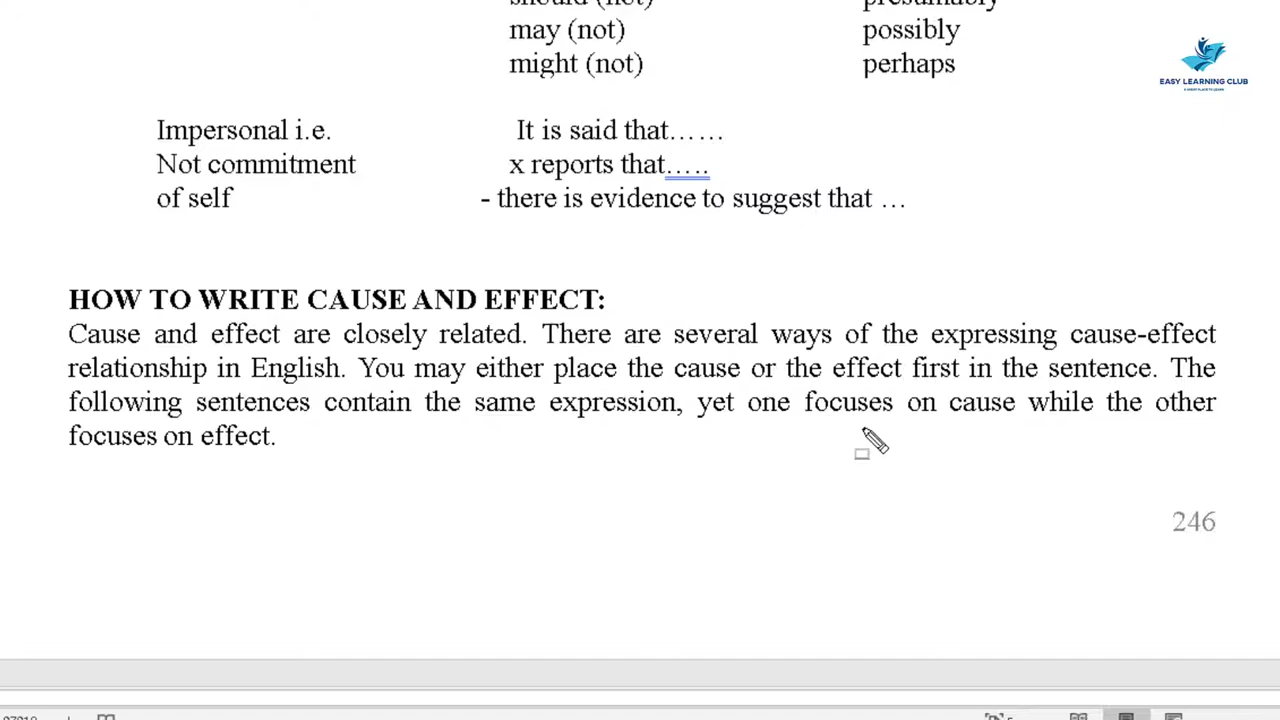 should (not) presumably
may (not) possibly
might (not) perhaps
EASY LEARNING CLUB
Impersonal i.e. It is said that……
Not commitment x reports that…..
of self - there is evidence to suggest that …
HOW TO WRITE CAUSE AND EFFECT:
Cause and effect are closely related. There are several ways of the expressing cause-effect
relationship in English. You may either place the cause or the effect first in the sentence. The
following sentences contain the same expression, yet one focuses on cause while the other
focuses on effect.
246